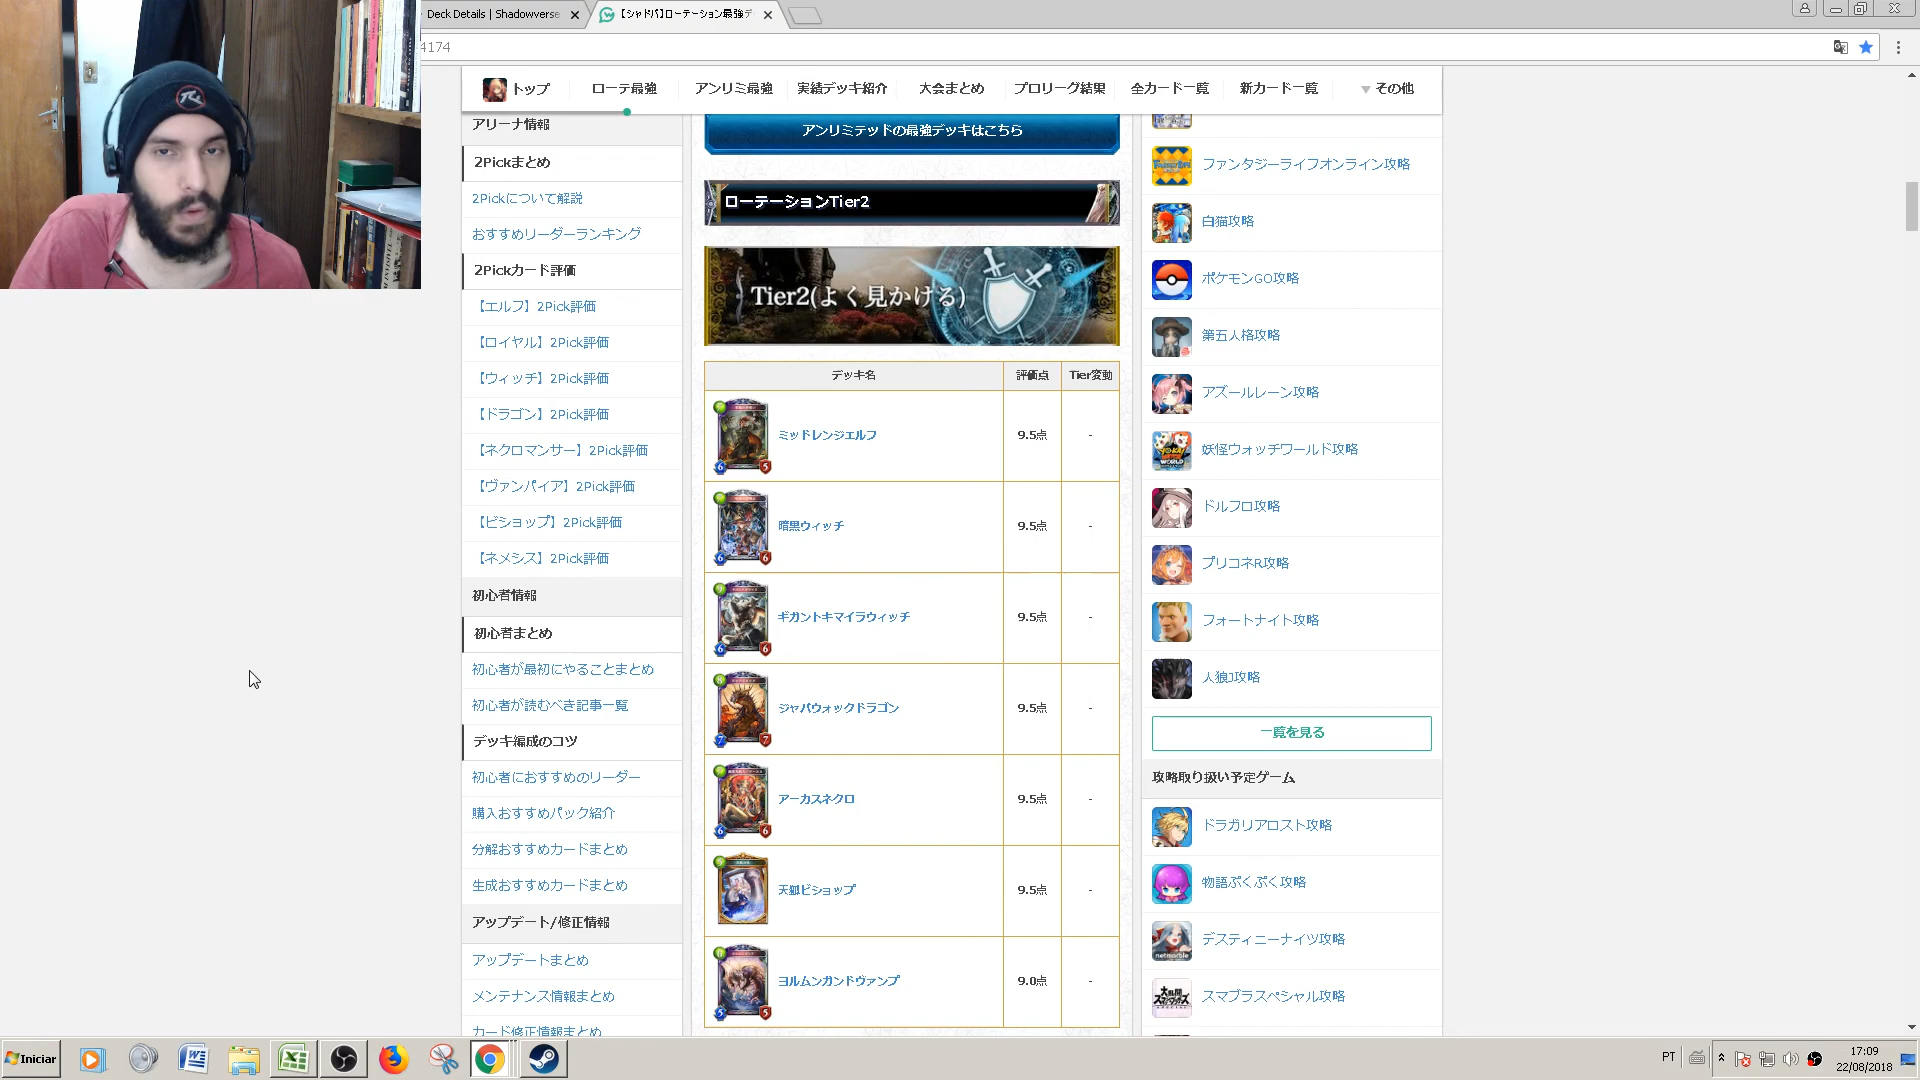 Deck Details | Shadowverse
【シャドバ】ローテーション最強デ
4174
トップ
ローテ最強
アンリミ最強
実績デッキ紹介
大会まとめ
プロリーグ結果
全カード一覧
新カード一覧
その他
アリーナ情報
2Pickまとめ
2Pickについて解説
おすすめリーダーランキング
2Pickカード評価
【エルフ】2Pick評価
【ロイヤル】2Pick評価
【ウィッチ】2Pick評価
【ドラゴン】2Pick評価
【ネクロマンサー】2Pick評価
【ヴァンパイア】2Pick評価
【ビショップ】2Pick評価
【ネメシス】2Pick評価
初心者情報
初心者まとめ
初心者が最初にやることまとめ
初心者が読むべき記事一覧
デッキ編成のコツ
初心者におすすめのリーダー
購入おすすめパック紹介
分解おすすめカードまとめ
生成おすすめカードまとめ
アップデート/修正情報
アップデートまとめ
メンテナンス情報まとめ
カード修正情報まとめ
アンリミテッドの最強デッキはこちら
ローテーションTier2
Tier2(よく見かける)
デッキ名 評価点 Tier変動
ミッドレンジエルフ 9.5点 -
暗黒ウィッチ 9.5点 -
ギガントキマイラウィッチ 9.5点 -
ジャバウォックドラゴン 9.5点 -
アーカスネクロ 9.5点 -
天狐ビショップ 9.5点 -
ヨルムンガンドヴァンプ 9.0点 -
ファンタジーライフオンライン攻略
白猫攻略
ポケモンGO攻略
第五人格攻略
アズールレーン攻略
妖怪ウォッチワールド攻略
ドルフロ攻略
プリコネR攻略
フォートナイト攻略
人狼J攻略
一覧を見る
攻略取り扱い予定ゲーム
ドラガリアロスト攻略
物語ぷくぷく攻略
デスティニーナイツ攻略
スマブラスペシャル攻略
Iniciar
PT
17:09
22/08/2018